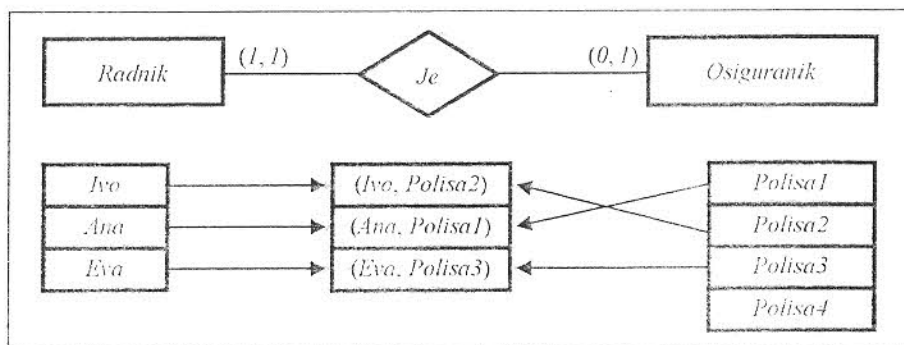 Radnik (1, 1) Je (0, 1) Osiguranik
Ivo (Ivo, Polisa2) Polisa1
Ana (Ana, Polisa1) Polisa2
Eva (Eva, Polisa3) Polisa3
Polisa4